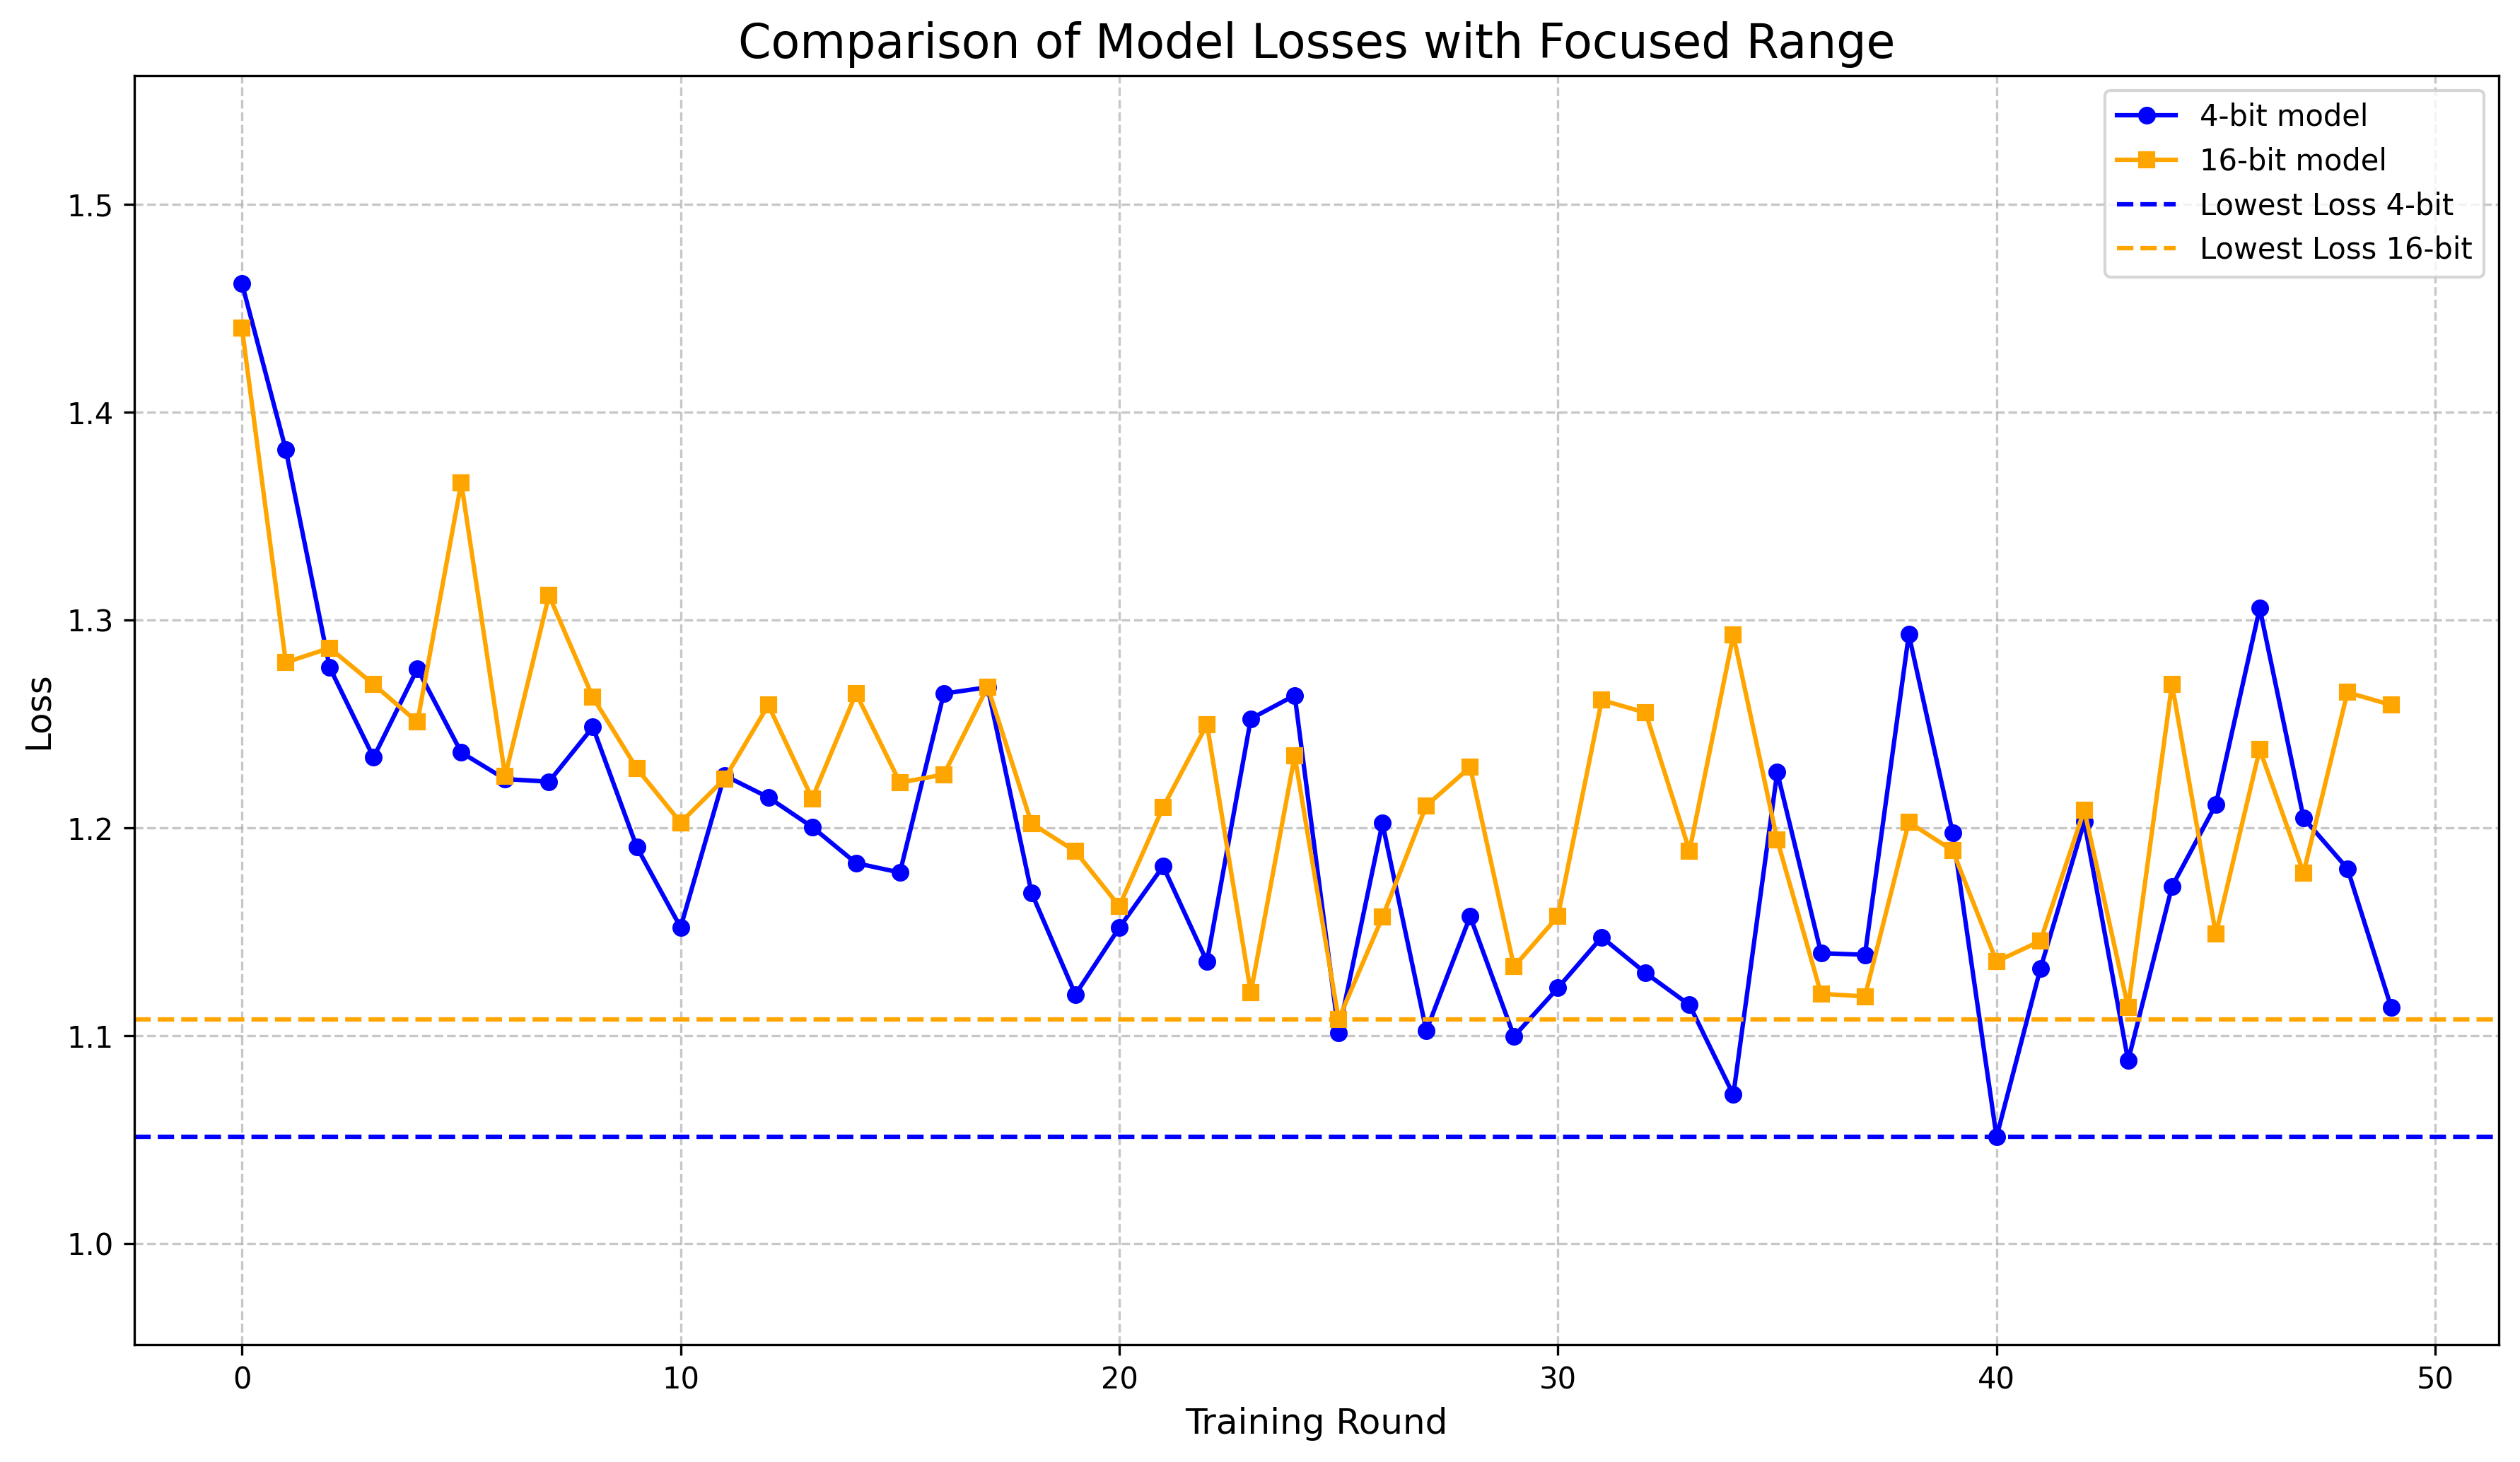 Comparison of Model Losses with Focused Range
4-bit model
16-bit model
Lowest Loss 4-bit
Lowest Loss 16-bit
Loss
1.5
1.4
1.3
1.2
1.1
1.0
0 10 20 30 40 50
Training Round